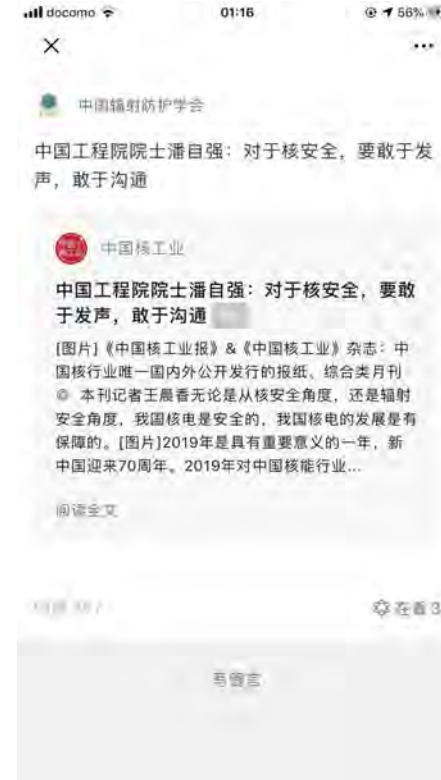 docomo 01:16 56%
中国辐射防护学会
中国工程院院士潘自强：对于核安全，要敢于发
声，敢于沟通
中国核工业
中国工程院院士潘自强：对于核安全，要敢
于发声，敢于沟通
[图片]《中国核工业报》&《中国核工业》杂志：中
国核行业唯一国内外公开发行的报纸、综合类月刊
◎ 本刊记者王晨香无论是从核安全角度，还是辐射
安全角度，我国核电是安全的，我国核电的发展是有
保障的。[图片]2019年是具有重要意义的一年，新
中国迎来70周年。2019年对中国核能行业...
阅读全文
在看 3
写留言